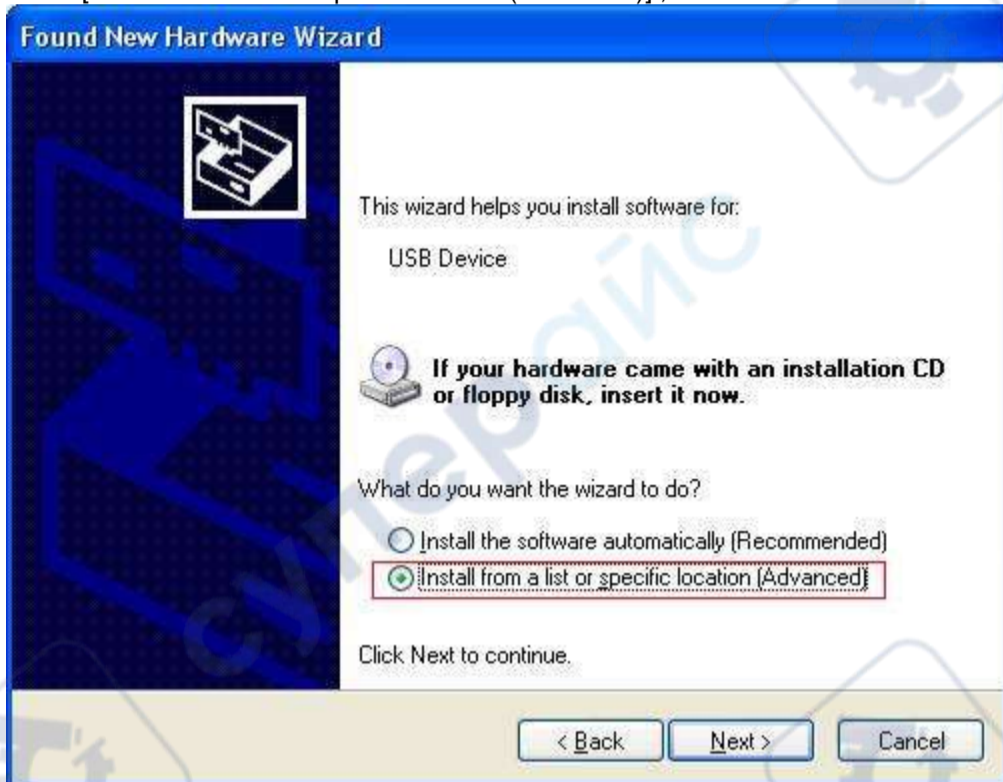 Found New Hardware Wizard
This wizard helps you install software for:
USB Device
If your hardware came with an installation CD
or floppy disk, insert it now.
What do you want the wizard to do?
Install the software automatically (Recommended)
Install from a list or specific location (Advanced)
Click Next to continue.
< Back
Next >
Cancel
суперайс